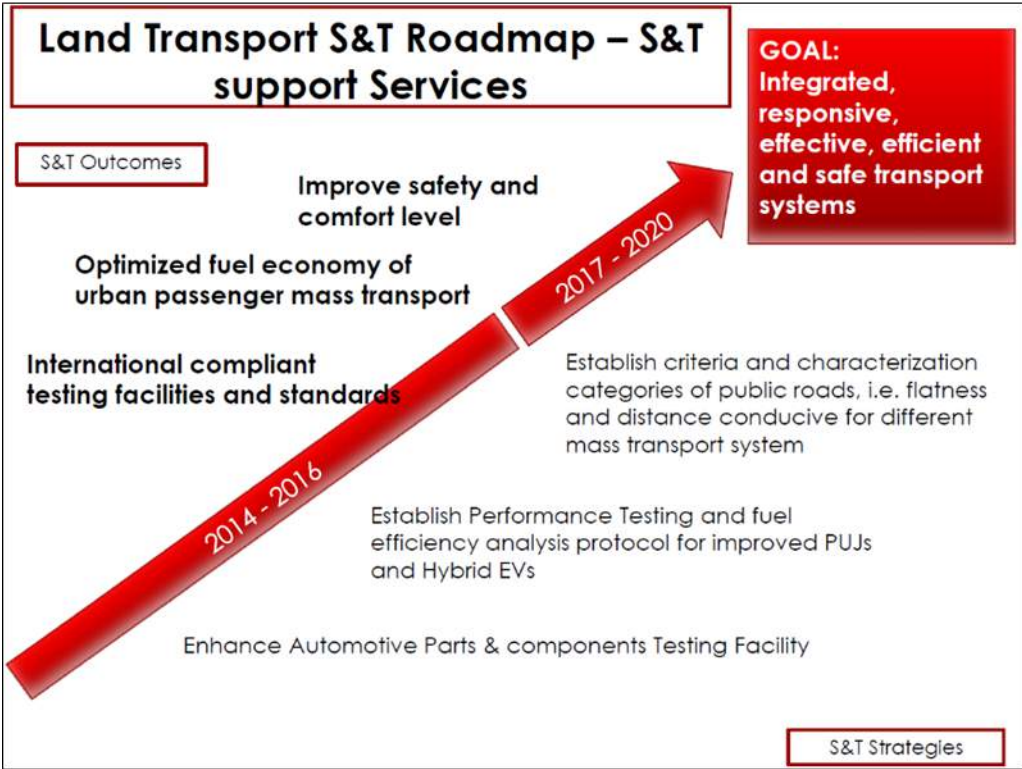 Land Transport S&T Roadmap – S&T
support Services
GOAL:
Integrated,
responsive,
effective, efficient
and safe transport
systems
S&T Outcomes
Improve safety and
comfort level
Optimized fuel economy of
urban passenger mass transport
International compliant
testing facilities and standards
2017 - 2020
2014 - 2016
Establish criteria and characterization
categories of public roads, i.e. flatness
and distance conducive for different
mass transport system
Establish Performance Testing and fuel
efficiency analysis protocol for improved PUJs
and Hybrid EVs
Enhance Automotive Parts & components Testing Facility
S&T Strategies